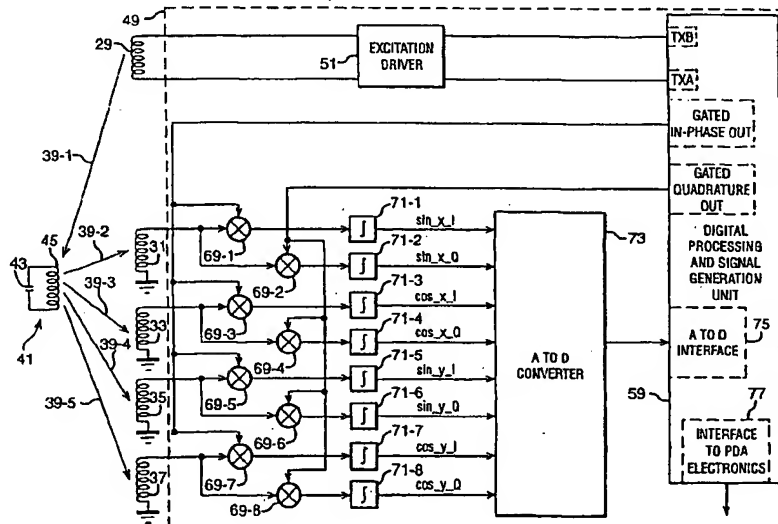 49
29
51
EXCITATION
DRIVER
TXB
TXA
GATED
IN-PHASE OUT
39-1
GATED
QUADRATURE
OUT
DIGITAL
PROCESSING
AND SIGNAL
GENERATION
UNIT
43
45
39-2
39-3
39-4
39-5
41
31
33
35
37
69-1
69-2
69-3
69-4
69-5
69-6
69-7
69-8
71-1
∫
sin_x_I
71-2
∫
sin_x_Q
71-3
∫
cos_x_I
71-4
∫
cos_x_Q
71-5
∫
sin_y_I
71-6
∫
sin_y_Q
71-7
∫
cos_y_I
71-8
∫
cos_y_Q
73
A TO D
CONVERTER
A TO D
INTERFACE
75
59
77
INTERFACE
TO PDA
ELECTRONICS